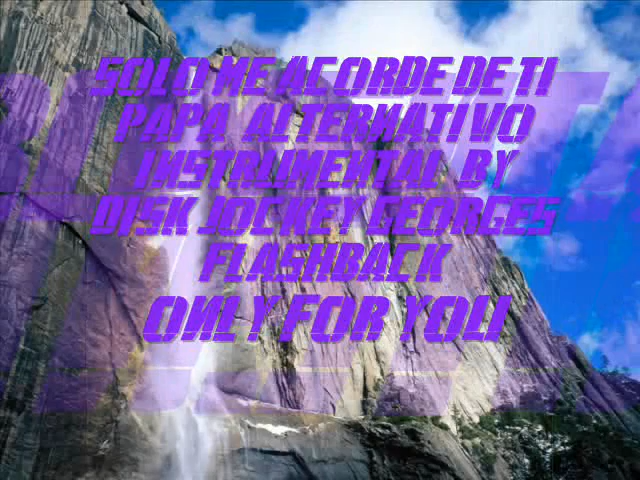 SOLO ME ACORDE DE TI
PAPA ALTERNATIVO
INSTRUMENTAL BY
DISK JOCKEY GEORGES
FLASHBACK
ONLY FOR YOU